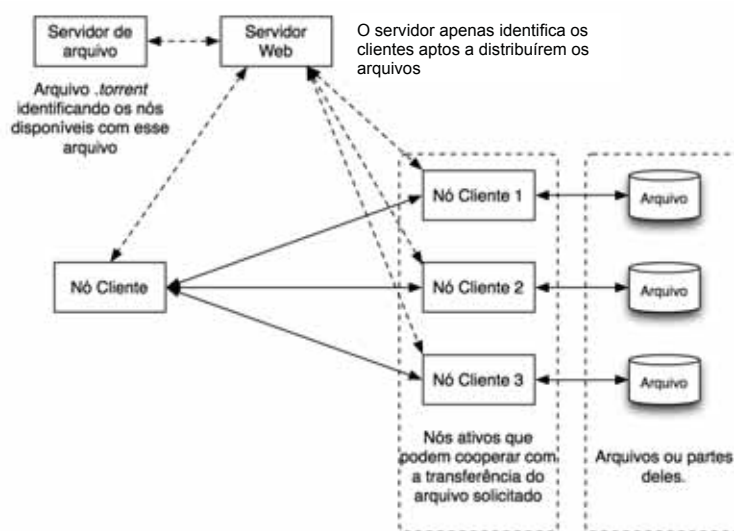 Servidor de
arquivo
Servidor
Web
O servidor apenas identifica os
clientes aptos a distribuírem os
arquivos
Arquivo .torrent
identificando os nós
disponíveis com esse
arquivo
Nó Cliente
Nó Cliente 1
Arquivo
Nó Cliente 2
Arquivo
Nó Cliente 3
Arquivo
Nós ativos que
podem cooperar com
a transferência do
arquivo solicitado
Arquivos ou partes
deles.